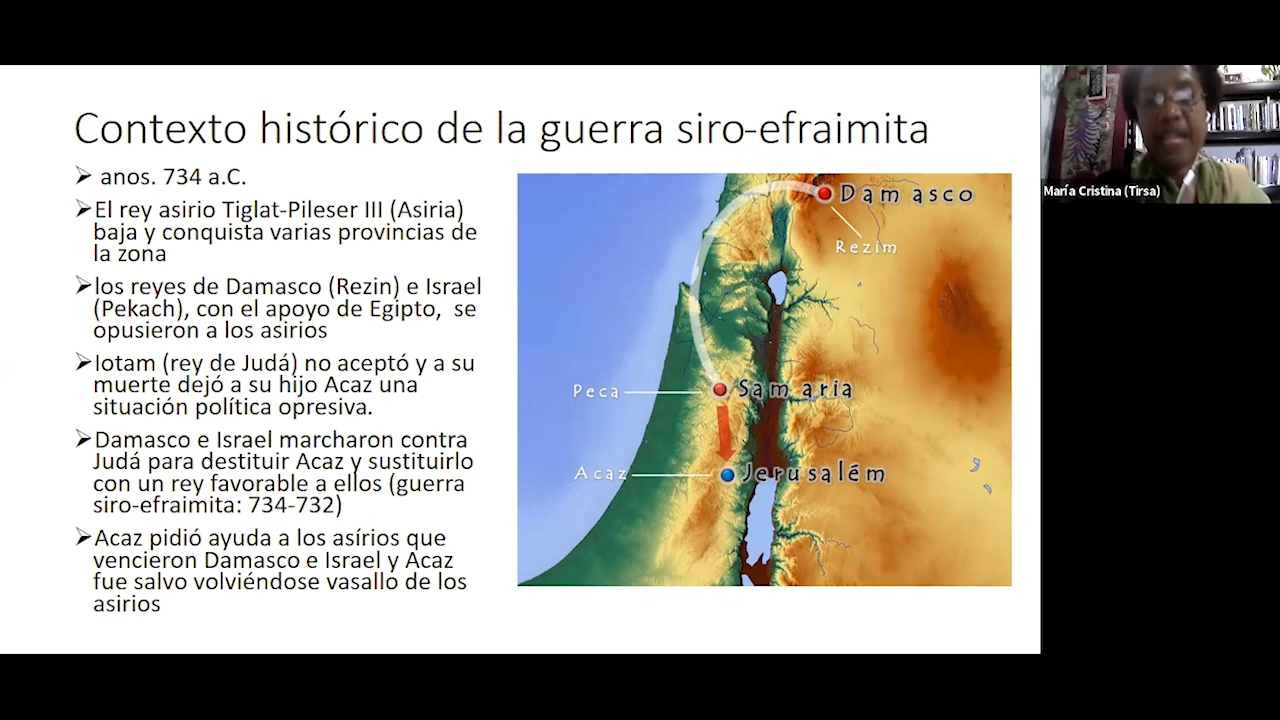 Contexto histórico de la guerra siro-efraimita
anos. 734 a.C.
El rey asirio Tiglat-Pileser III (Asiria)
baja y conquista varias provincias de
la zona
los reyes de Damasco (Rezin) e Israel
(Pekach), con el apoyo de Egipto, se
opusieron a los asirios
Iotam (rey de Judá) no aceptó y a su
muerte dejó a su hijo Acaz una
situación política opresiva.
Damasco e Israel marcharon contra
Judá para destituir Acaz y sustituirlo
con un rey favorable a ellos (guerra
siro-efraimita: 734-732)
Acaz pidió ayuda a los asírios que
vencieron Damasco e Israel y Acaz
fue salvo volviéndose vasallo de los
asirios
Damasco
Rezim
Peca
Samaria
Acaz
Jerusalém
María Cristina (Tirsa)